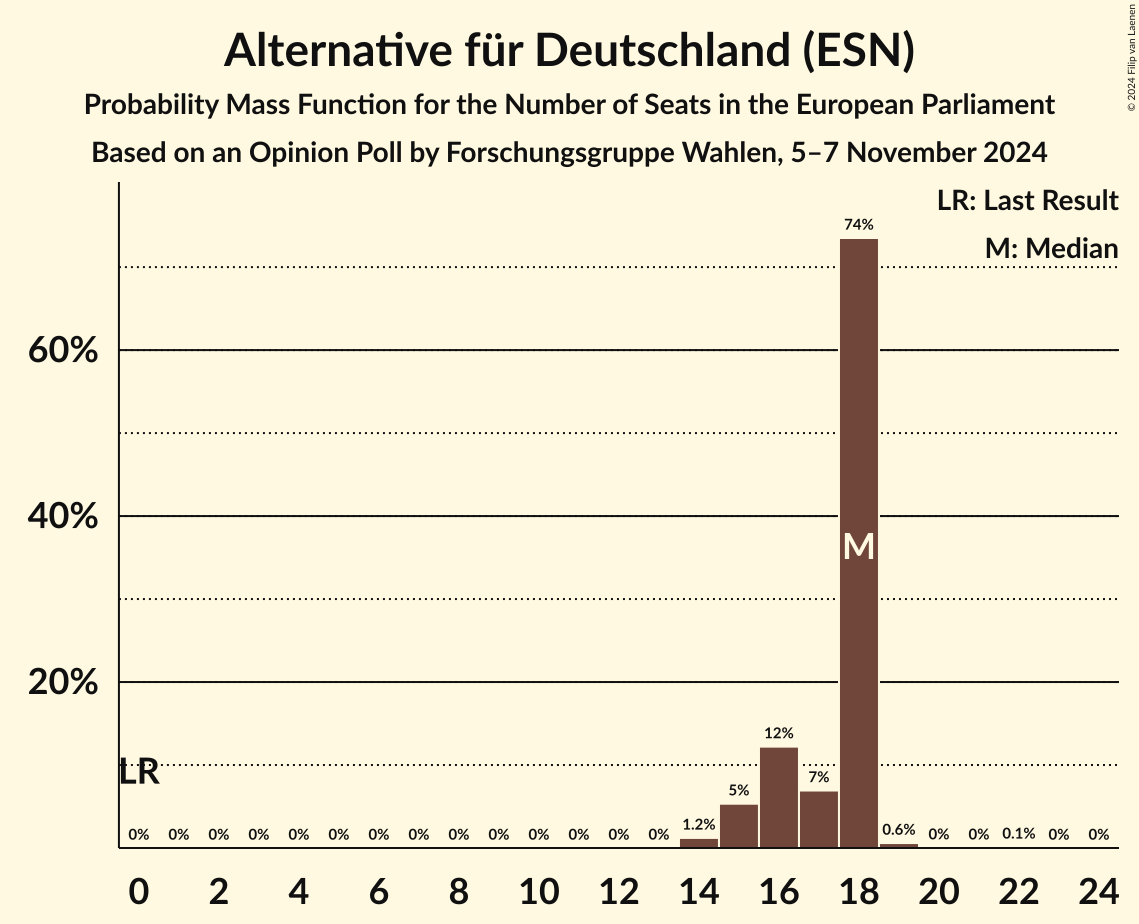 Alternative für Deutschland (ESN)
Probability Mass Function for the Number of Seats in the European Parliament
Based on an Opinion Poll by Forschungsgruppe Wahlen, 5–7 November 2024
© 2024 Filip van Laenen
LR: Last Result
M: Median
74%
60%
40%
M
20%
12%
LR
7%
5%
0% 0% 0% 0% 0% 0% 0% 0% 0% 0% 0% 0% 0% 0% 1.2% 0.6% 0% 0% 0.1% 0% 0%
0 2 4 6 8 10 12 14 16 18 20 22 24